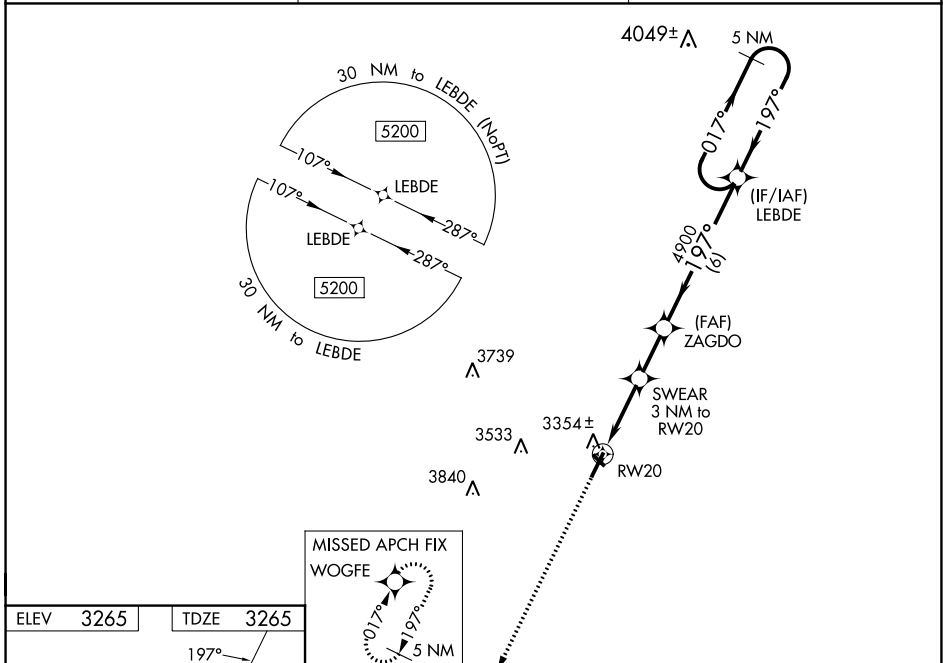 4049±
5 NM
30 NM to LEBDE (NoPT)
5200
107°
LEBDE
287°
107°
LEBDE
287°
5200
30 NM to LEBDE
017°
197°
(IF/IAF)
LEBDE
4900
197°
(6)
(FAF)
ZAGDO
SWEAR
3 NM to
RW20
3739
3354±
3533
RW20
3840
MISSED APCH FIX
WOGFE
017°
197°
5 NM
ELEV 3265
TDZE 3265
197°